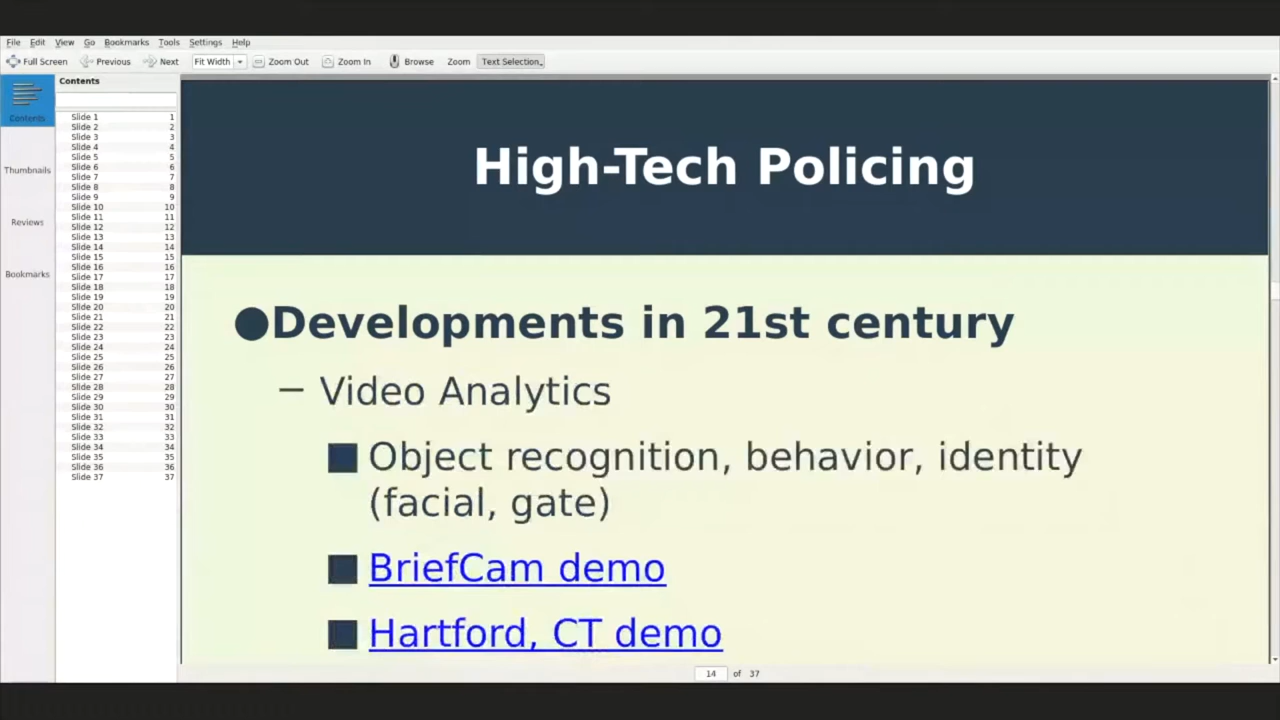 File Edit View Go Bookmarks Tools Settings Help
Full Screen Previous Next Fit Width Zoom Out Zoom In Browse Zoom Text Selection
Contents
Contents
Thumbnails
Reviews
Bookmarks
Slide 1 1
Slide 2 2
Slide 3 3
Slide 4 4
Slide 5 5
Slide 6 6
Slide 7 7
Slide 8 8
Slide 9 9
Slide 10 10
Slide 11 11
Slide 12 12
Slide 13 13
Slide 14 14
Slide 15 15
Slide 16 16
Slide 17 17
Slide 18 18
Slide 19 19
Slide 20 20
Slide 21 21
Slide 22 22
Slide 23 23
Slide 24 24
Slide 25 25
Slide 26 26
Slide 27 27
Slide 28 28
Slide 29 29
Slide 30 30
Slide 31 31
Slide 32 32
Slide 33 33
Slide 34 34
Slide 35 35
Slide 36 36
Slide 37 37
High-Tech Policing
●Developments in 21st century
– Video Analytics
■ Object recognition, behavior, identity
(facial, gate)
■ BriefCam demo
■ Hartford, CT demo
14 of 37